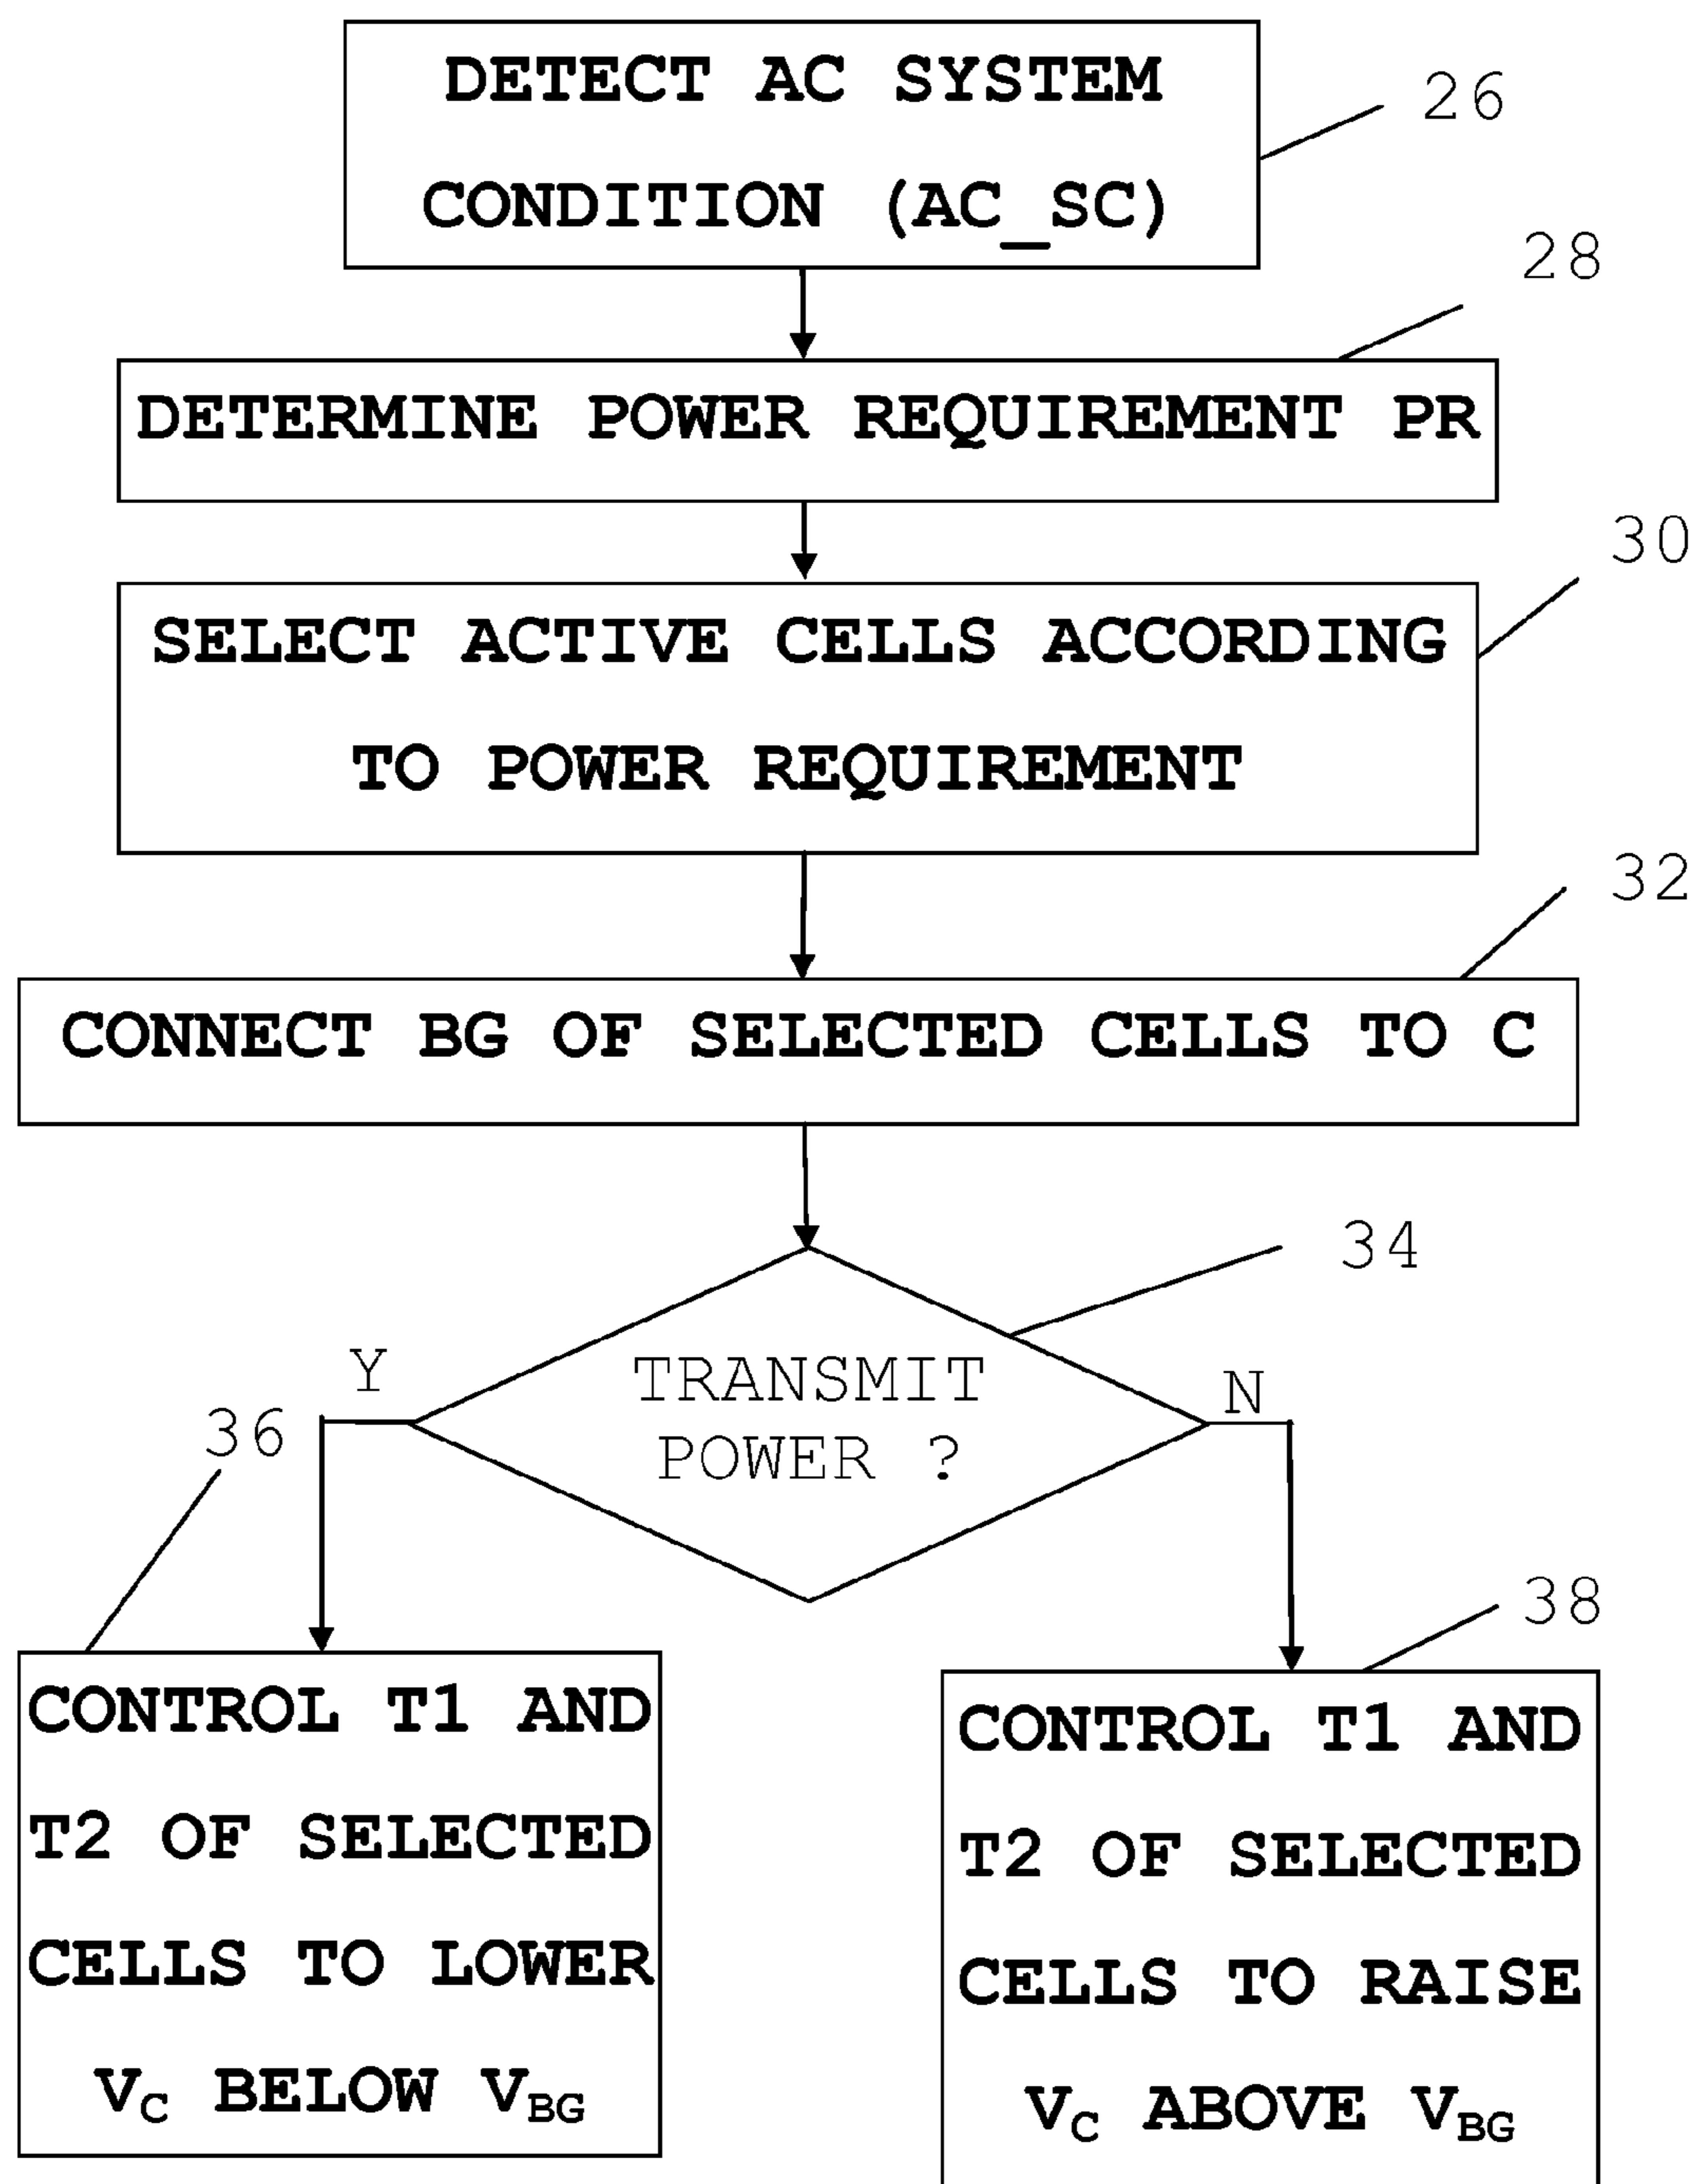 DETECT AC SYSTEM
CONDITION (AC_SC)
26
28
DETERMINE POWER REQUIREMENT PR
30
SELECT ACTIVE CELLS ACCORDING
TO POWER REQUIREMENT
32
CONNECT BG OF SELECTED CELLS TO C
34
Y
TRANSMIT
POWER ?
N
36
38
CONTROL T1 AND
T2 OF SELECTED
CELLS TO LOWER
VC BELOW VBG
CONTROL T1 AND
T2 OF SELECTED
CELLS TO RAISE
VC ABOVE VBG